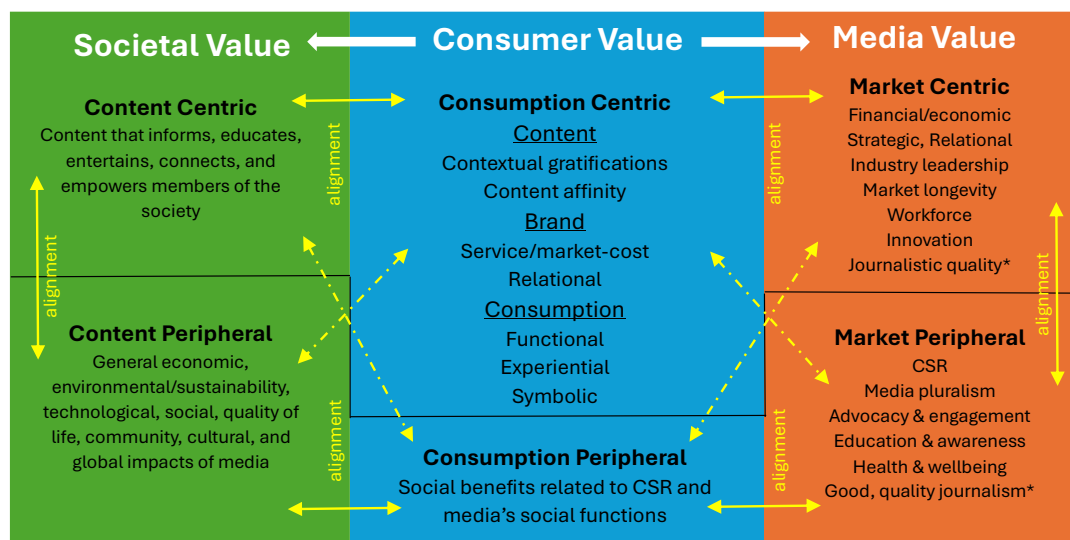 Societal Value
Consumer Value
Media Value
Content Centric
Content that informs, educates,
entertains, connects, and
empowers members of the
society
alignment
alignment
Content Peripheral
General economic,
environmental/sustainability,
technological, social, quality of
life, community, cultural, and
global impacts of media
alignment
Consumption Centric
Content
Contextual gratifications
Content affinity
Brand
Service/market-cost
Relational
Consumption
Functional
Experiential
Symbolic
Consumption Peripheral
Social benefits related to CSR and
media's social functions
alignment
alignment
Market Centric
Financial/economic
Strategic, Relational
Industry leadership
Market longevity
Workforce
Innovation
Journalistic quality*
alignment
Market Peripheral
CSR
Media pluralism
Advocacy & engagement
Education & awareness
Health & wellbeing
Good, quality journalism*